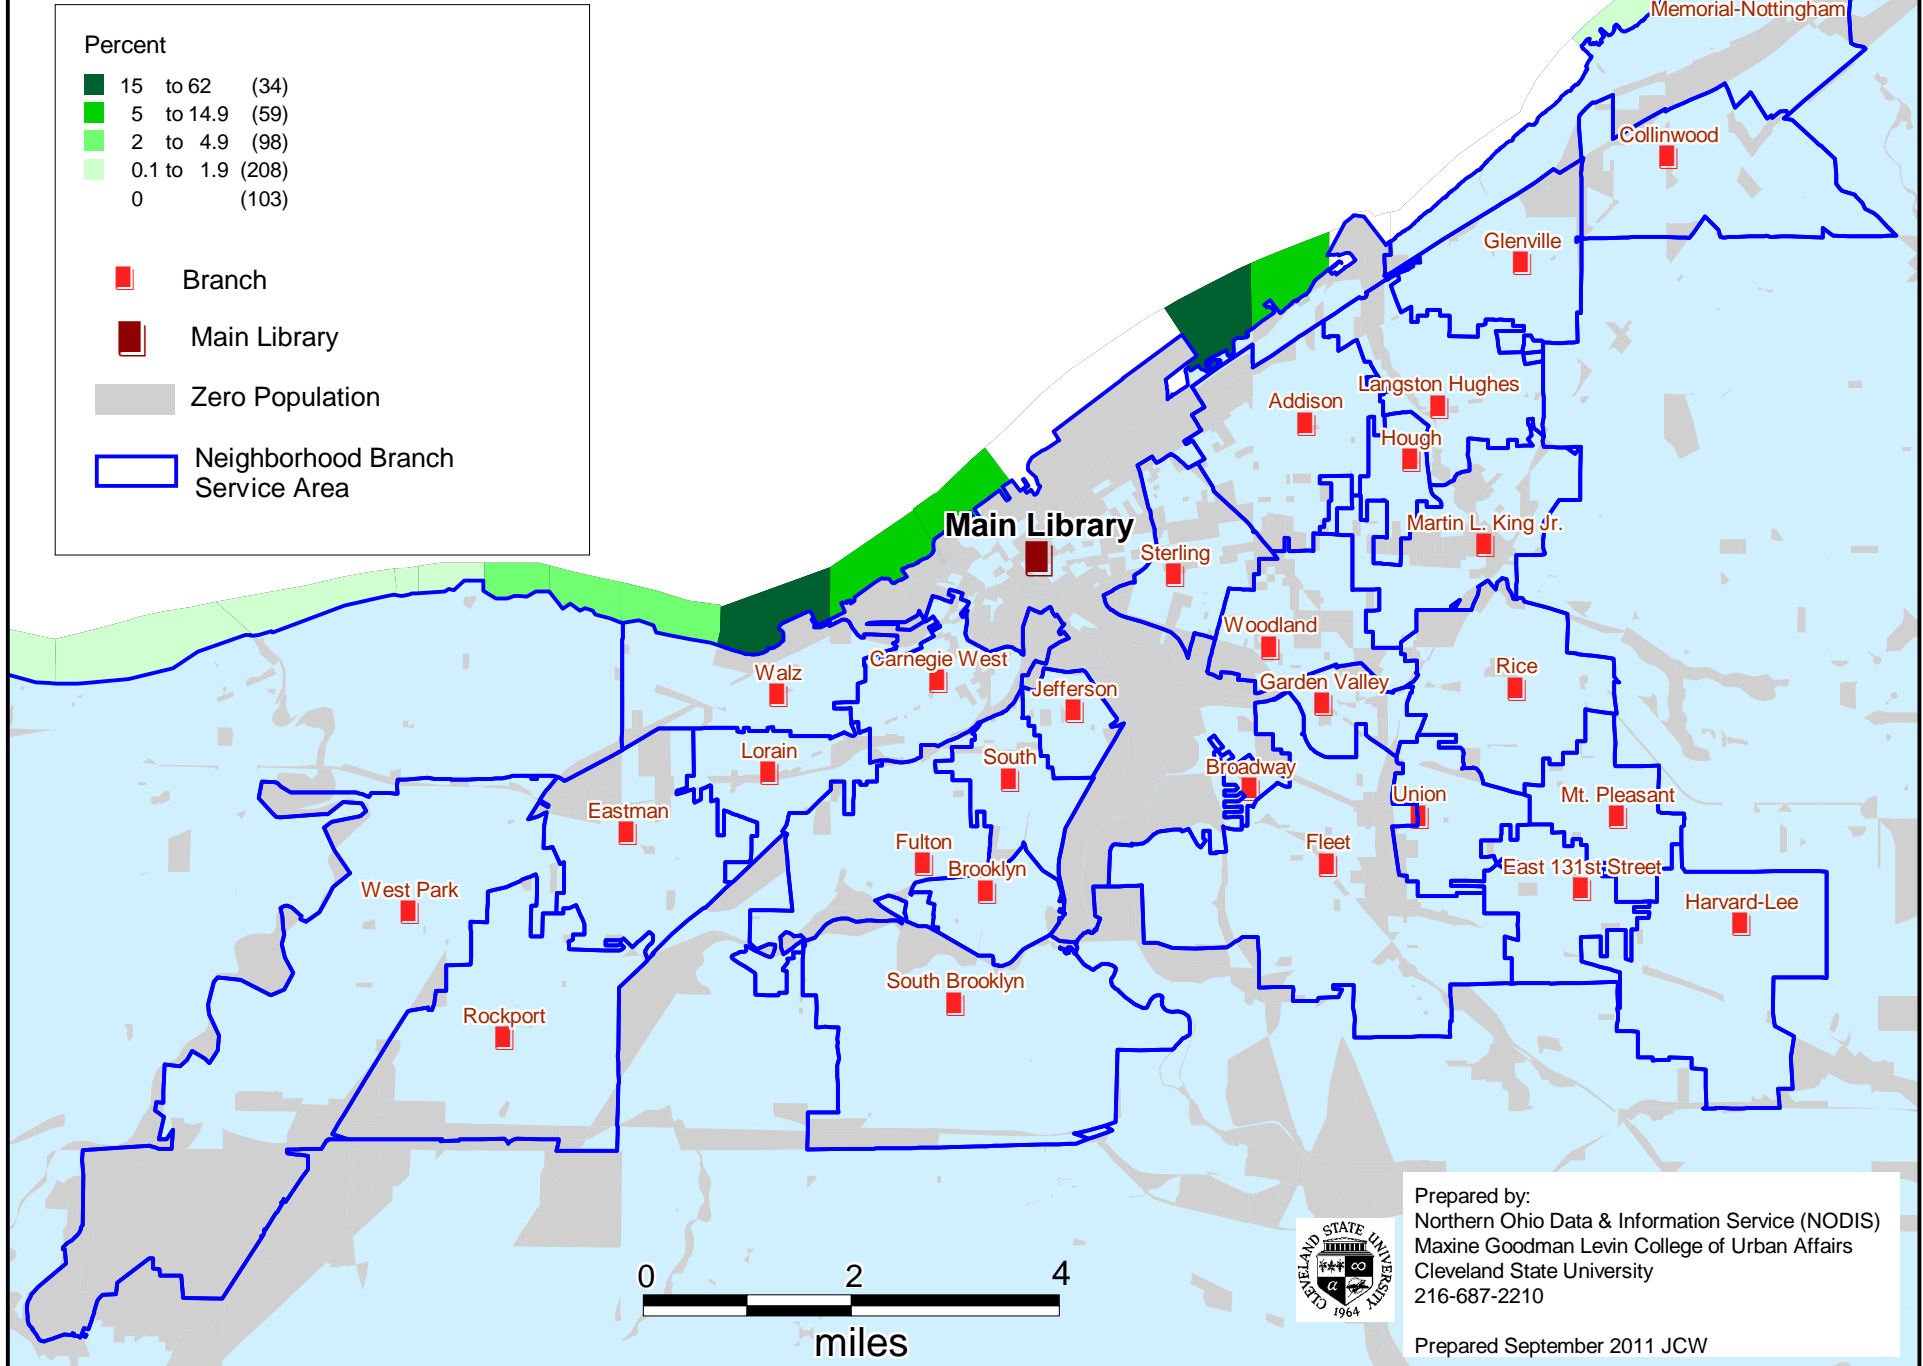 Percent
15 to 62 (34)
5 to 14.9 (59)
2 to 4.9 (98)
0.1 to 1.9 (208)
0 (103)
Branch
Main Library
Zero Population
Neighborhood Branch
Service Area
Memorial-Nottingham
Collinwood
Glenville
Langston Hughes
Addison
Hough
Main Library
Martin L. King Jr.
Sterling
Woodland
Walz
Carnegie West
Jefferson
Garden Valley
Rice
Lorain
South
Broadway
Eastman
Union
Mt. Pleasant
Fulton
Brooklyn
Fleet
East 131st Street
West Park
Harvard-Lee
South Brooklyn
Rockport
0 2 4
miles
CLEVELAND STATE UNIVERSITY
1964
Prepared by:
Northern Ohio Data & Information Service (NODIS)
Maxine Goodman Levin College of Urban Affairs
Cleveland State University
216-687-2210
Prepared September 2011 JCW